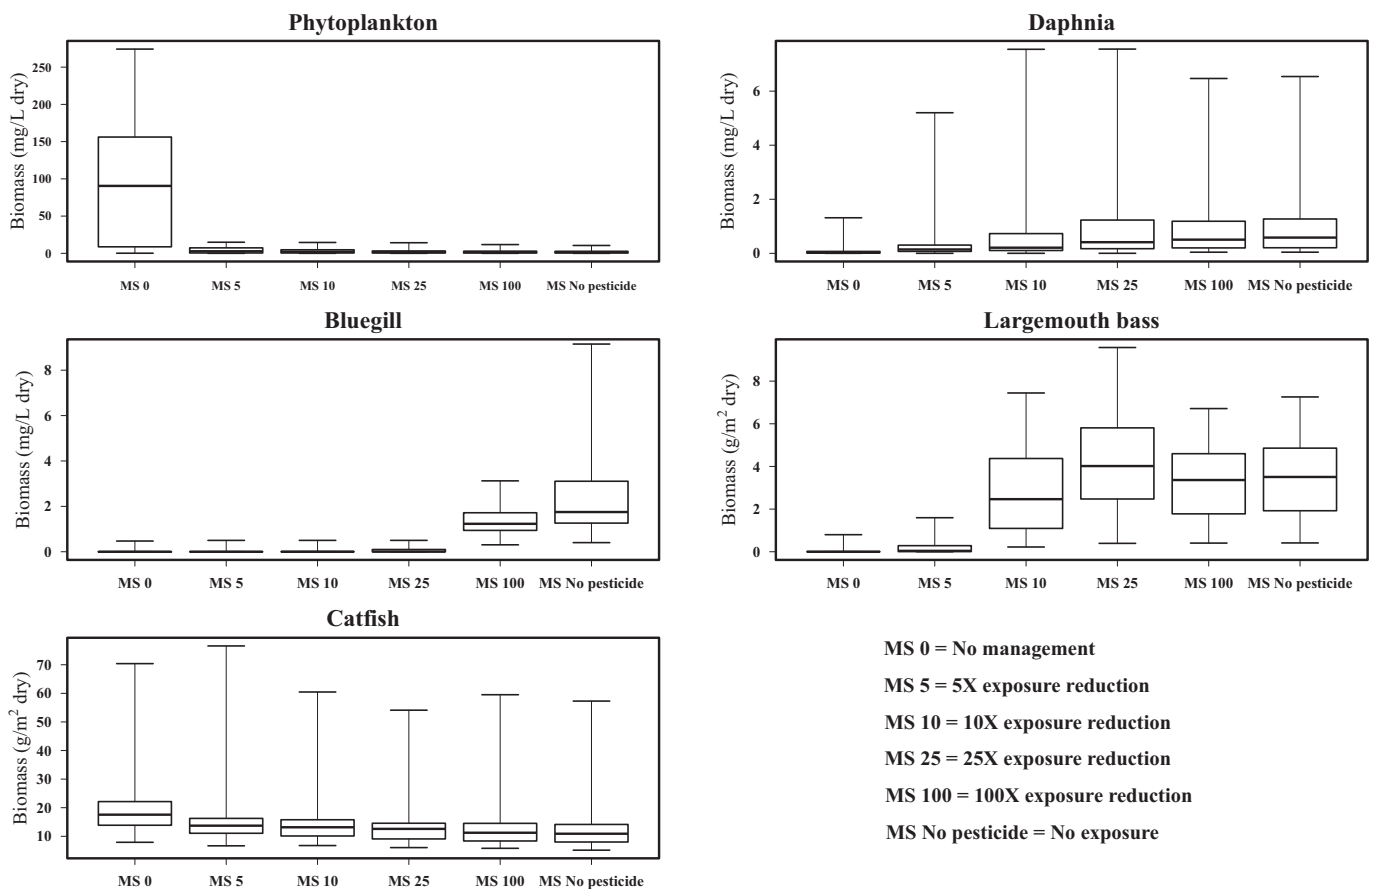 Phytoplankton
Biomass (mg/L dry)
250
200
150
100
50
0
MS 0 MS 5 MS 10 MS 25 MS 100 MS No pesticide
Daphnia
Biomass (mg/L dry)
6
4
2
0
MS 0 MS 5 MS 10 MS 25 MS 100 MS No pesticide
Bluegill
Biomass (mg/L dry)
8
6
4
2
0
MS 0 MS 5 MS 10 MS 25 MS 100 MS No pesticide
Largemouth bass
Biomass (g/m² dry)
8
6
4
2
0
MS 0 MS 5 MS 10 MS 25 MS 100 MS No pesticide
Catfish
Biomass (g/m² dry)
70
60
50
40
30
20
10
MS 0 MS 5 MS 10 MS 25 MS 100 MS No pesticide
MS 0 = No management
MS 5 = 5X exposure reduction
MS 10 = 10X exposure reduction
MS 25 = 25X exposure reduction
MS 100 = 100X exposure reduction
MS No pesticide = No exposure